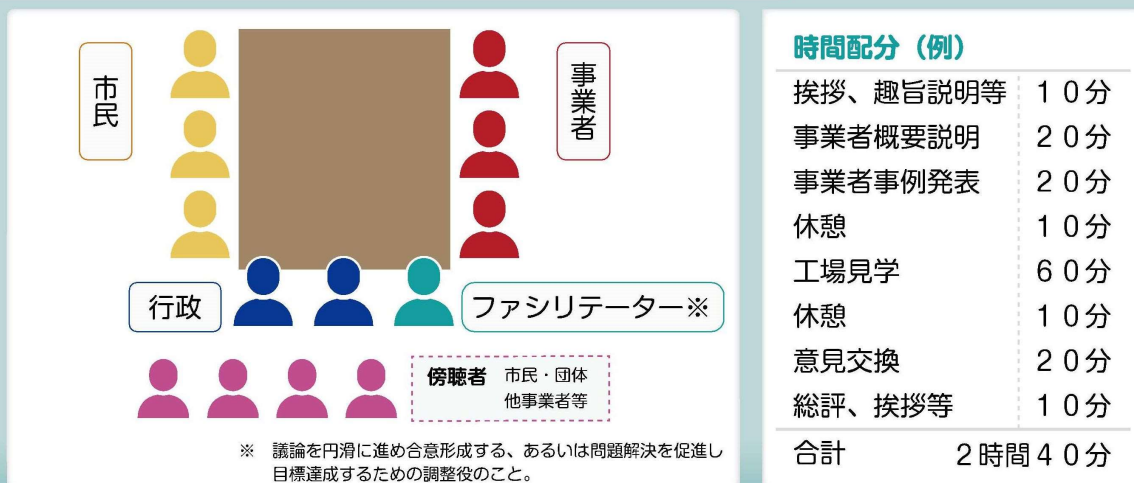 市民
事業者
行政
ファシリテーター※
傍聴者 市民・団体
他事業者等
※ 議論を円滑に進め合意形成する、あるいは問題解決を促進し
目標達成するための調整役のこと。
時間配分(例)
挨拶、趣旨説明等 10分
事業者概要説明 20分
事業者事例発表 20分
休憩 10分
工場見学 60分
休憩 10分
意見交換 20分
総評、挨拶等 10分
合計 2時間40分